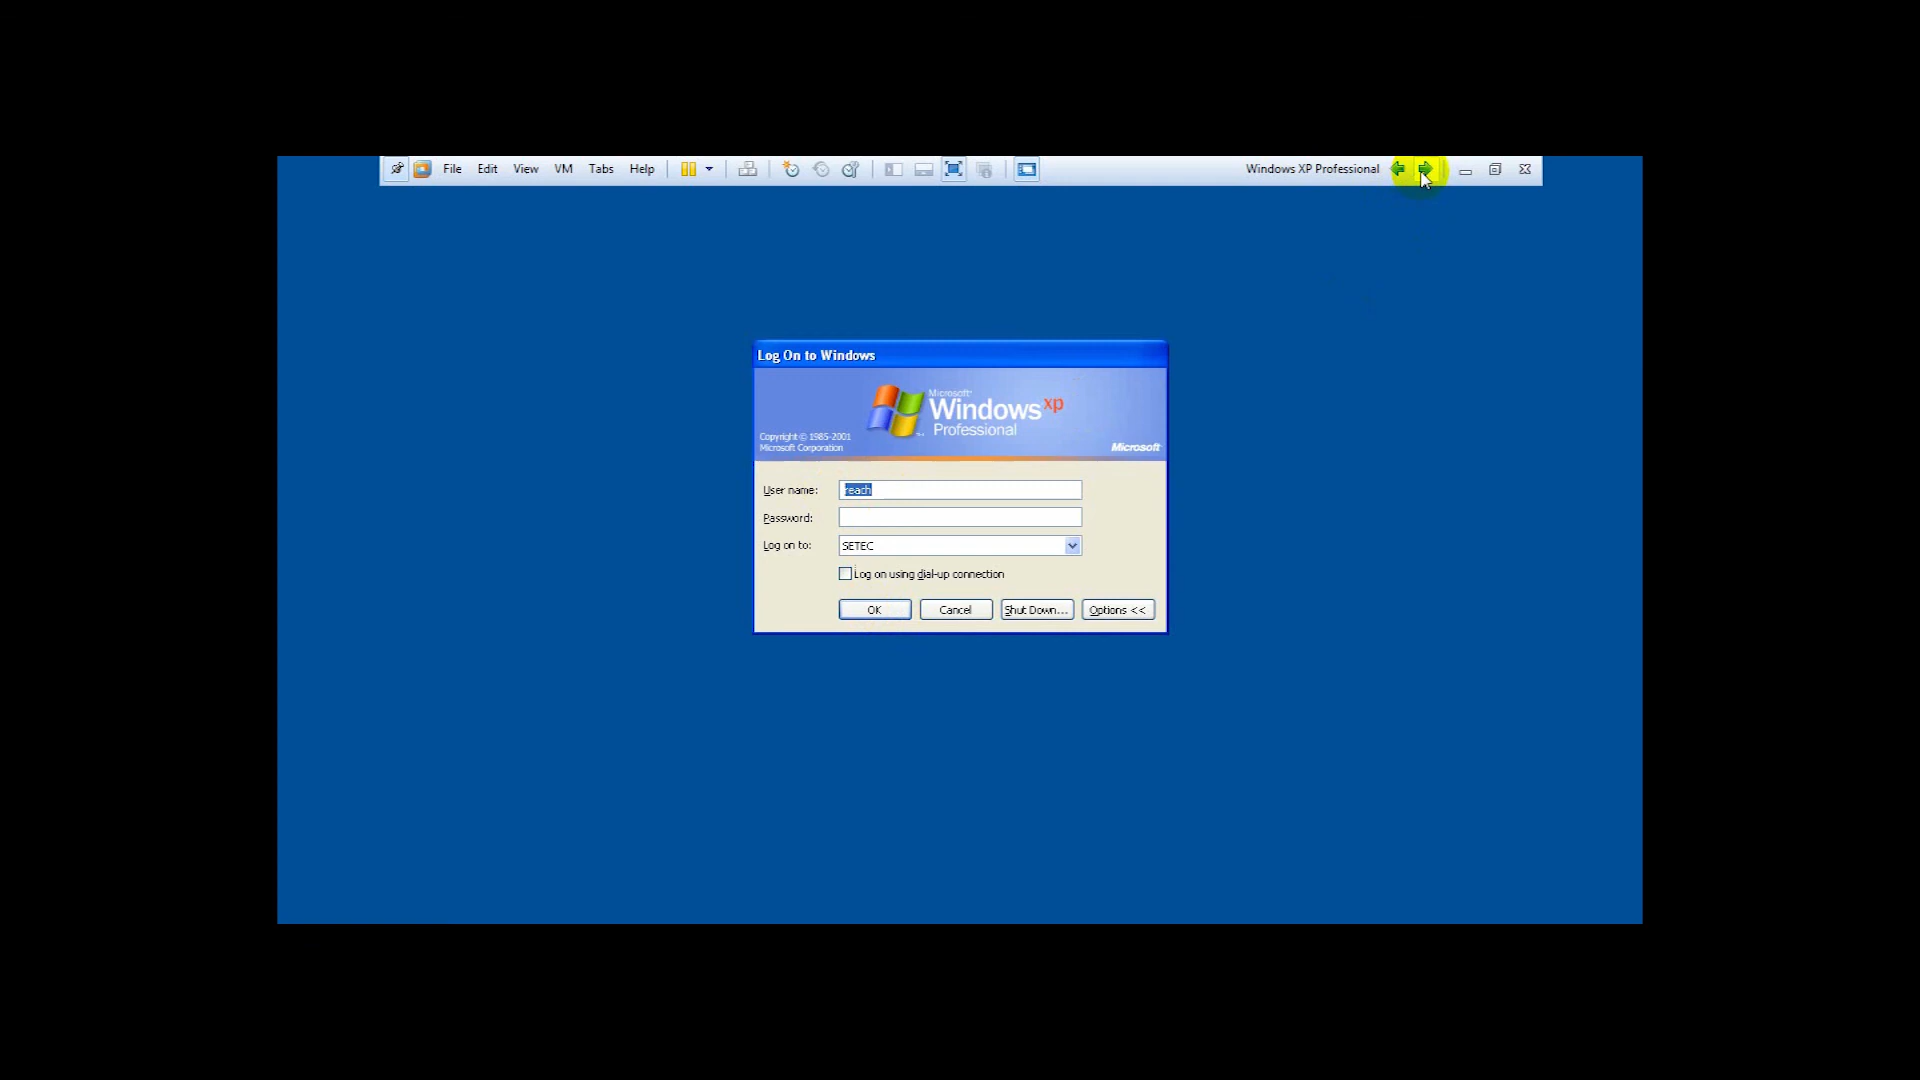 File Edit View VM Tabs Help Windows XP Professional
Log On to Windows
Microsoft
Windows xp
Professional
Copyright © 1985-2001
Microsoft Corporation
Microsoft
User name: reach
Password:
Log on to: SETEC
Log on using dial-up connection
OK Cancel Shut Down... Options <<